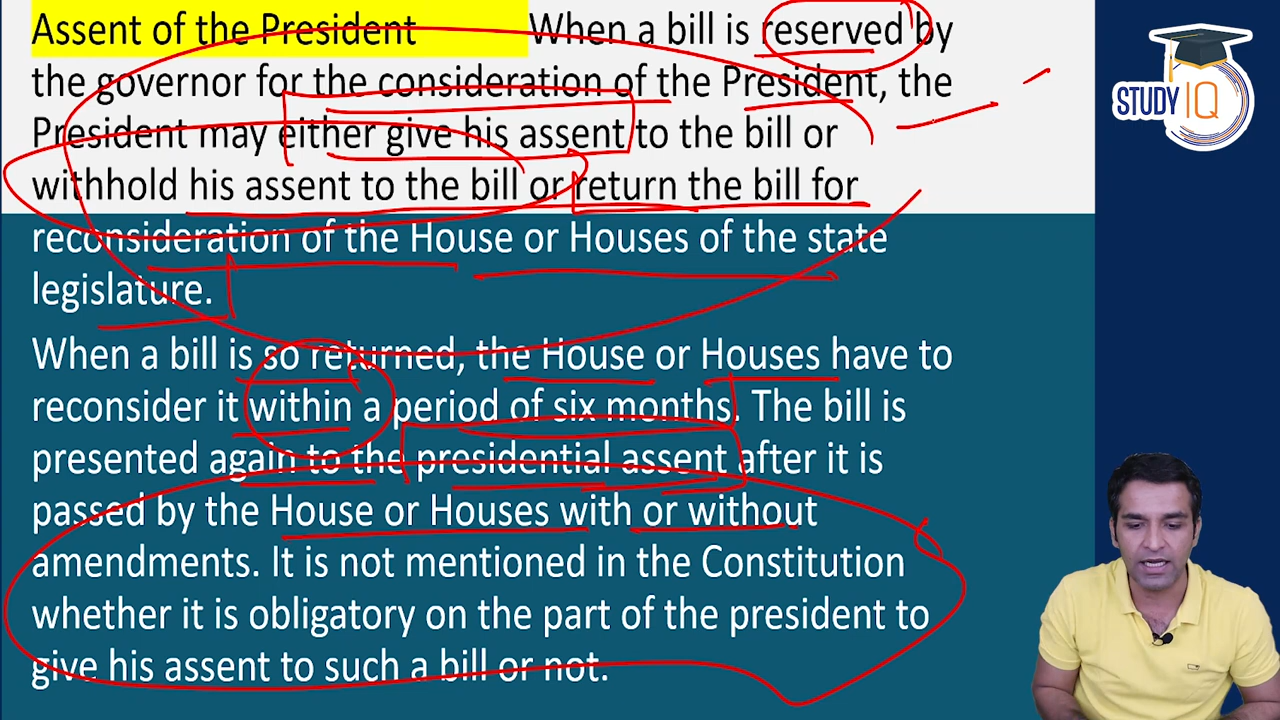 Assent of the President When a bill is reserved by
the governor for the consideration of the President, the
President may either give his assent to the bill or
withhold his assent to the bill or return the bill for
reconsideration of the House or Houses of the state
legislature.
When a bill is so returned, the House or Houses have to
reconsider it within a period of six months. The bill is
presented again to the presidential assent after it is
passed by the House or Houses with or without
amendments. It is not mentioned in the Constitution
whether it is obligatory on the part of the president to
give his assent to such a bill or not.
STUDY IQ